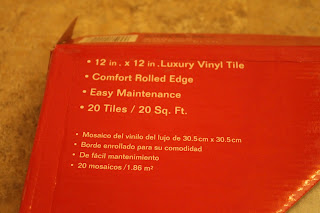 • 12 in. x 12 in. Luxury Vinyl Tile
• Comfort Rolled Edge
• Easy Maintenance
• 20 Tiles / 20 Sq. Ft.
• Mosaico del vinilo del lujo de 30.5cm x 30.5cm
• Borde enrollado para su comodidad
• De fácil mantenimiento
• 20 mosaicos/1.86 m²